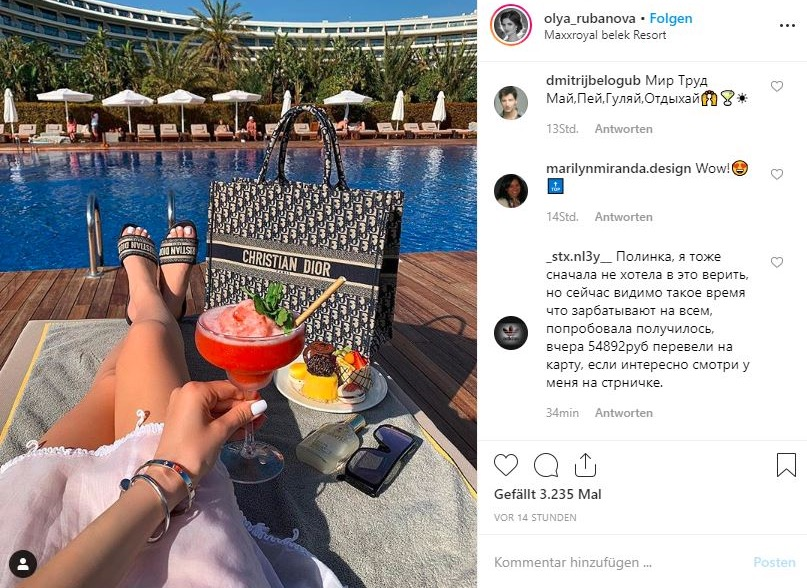 olya_rubanova • Folgen
Maxxroyal belek Resort
dmitrijbelogub Мир Труд
Май,Пей,Гуляй,Отдыхай🙌🏆☀
13Std. Antworten
marilynmiranda.design Wow!😍
🔝
14Std. Antworten
_stx.nl3y__ Полинка, я тоже
сначала не хотела в это верить,
но сейчас видимо такое время
что зарбатывают на всем,
попробовала получилось,
вчера 54892руб перевели на
карту, если интересно смотри у
меня на стрничке.
34min Antworten
Gefällt 3.235 Mal
VOR 14 STUNDEN
Kommentar hinzufügen ...
Posten
CHRISTIAN DIOR